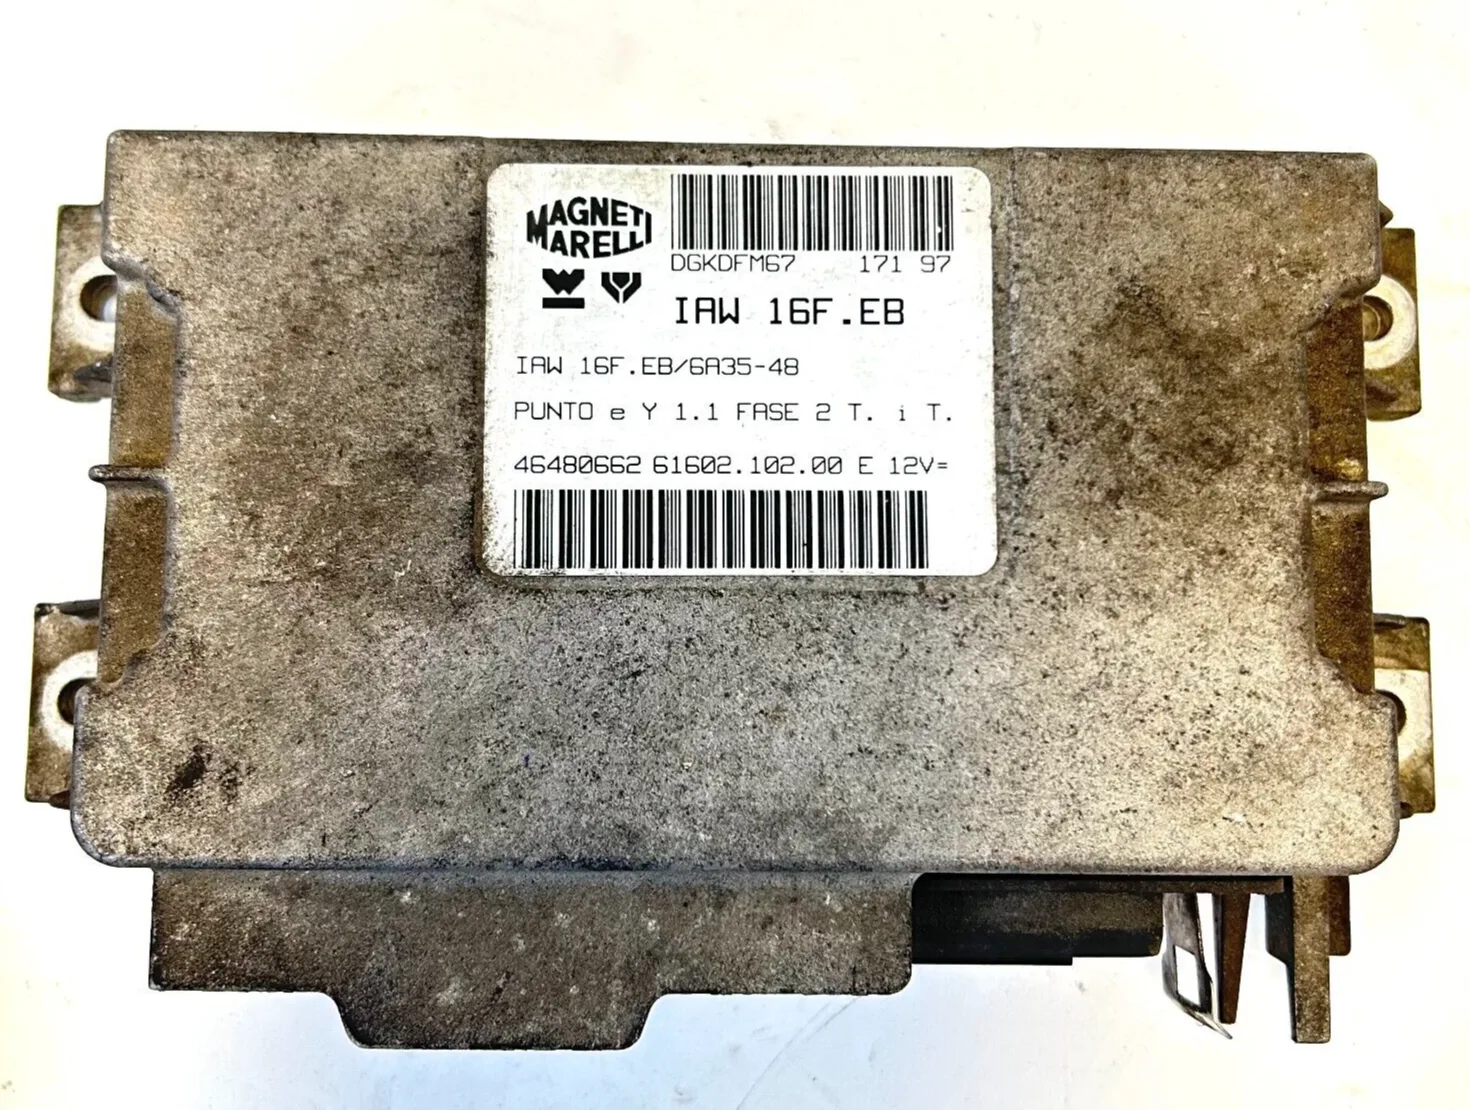 MAGNETI
MARELLI
DGKDFM67 171 97
IAW 16F.EB
IAW 16F.EB/6A35-48
PUNTO e Y 1.1 FASE 2 T. i T.
46480662 61602.102.00 E 12V=